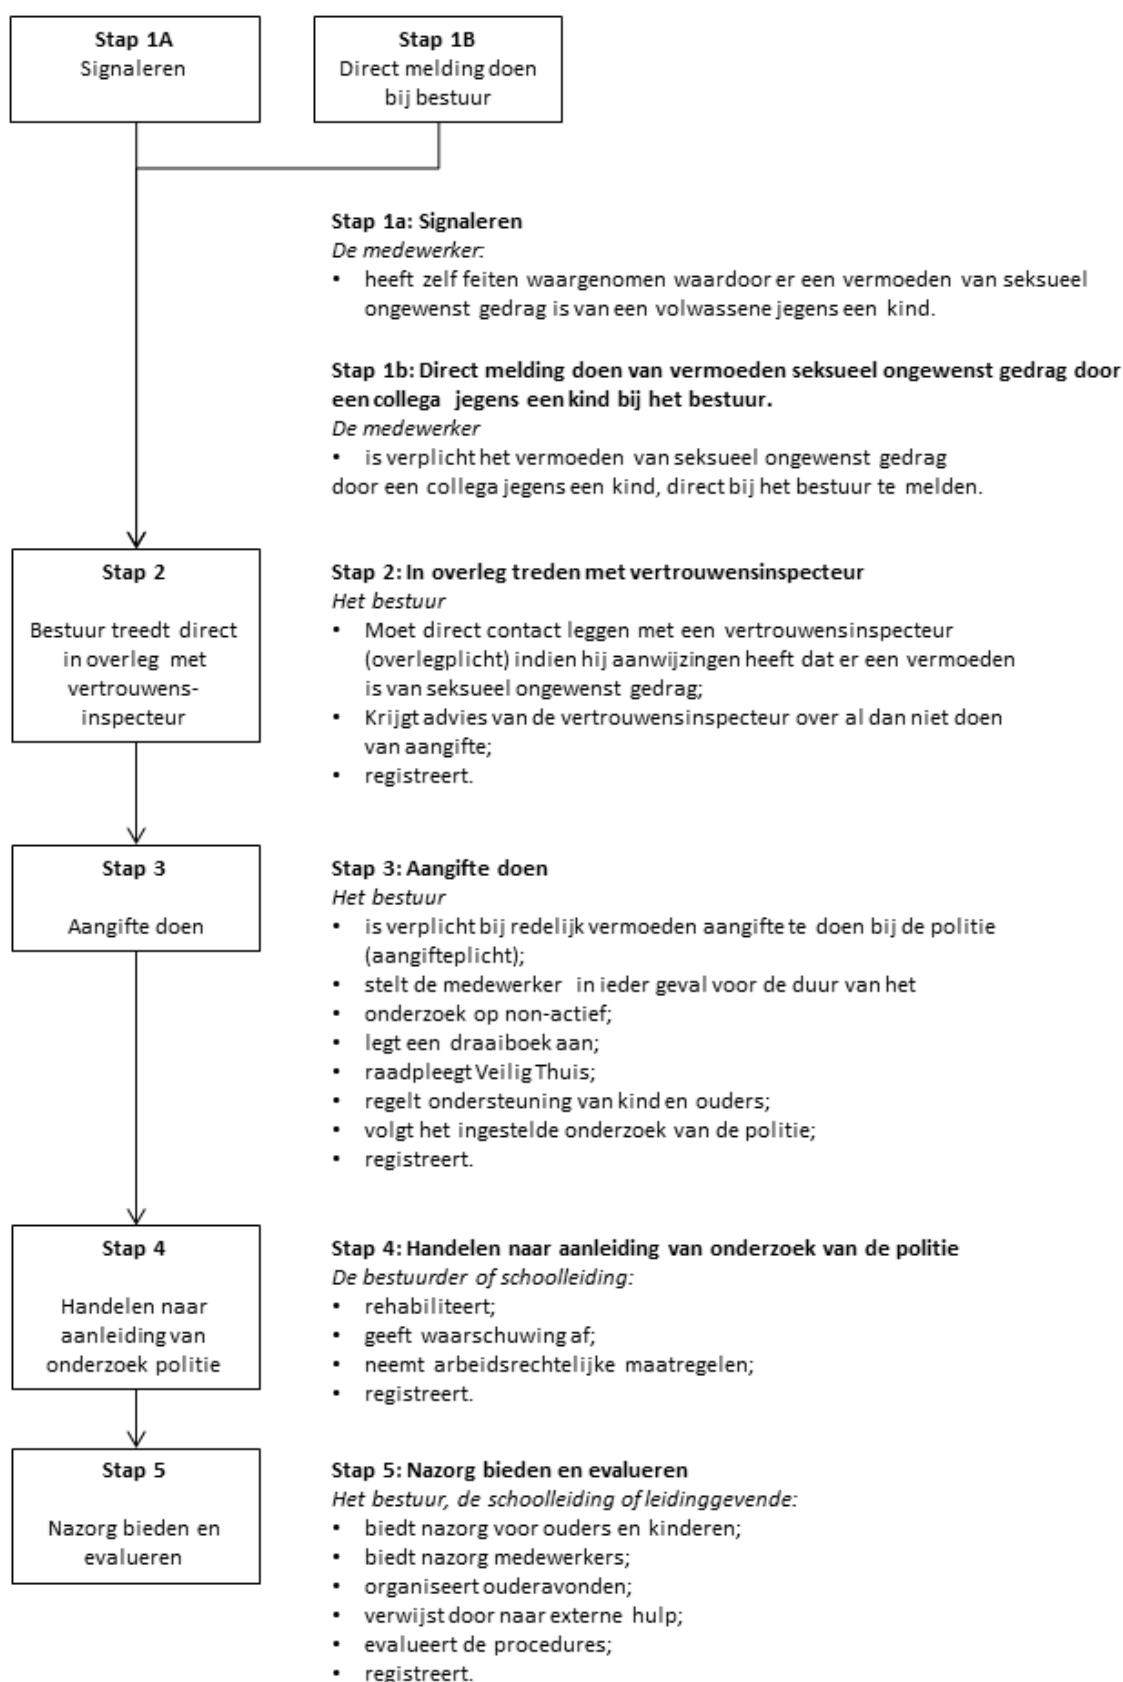 Stap 1A
Signaleren
Stap 1B
Direct melding doen
bij bestuur
Stap 1a: Signaleren
De medewerker:
• heeft zelf feiten waargenomen waardoor er een vermoeden van seksueel
ongewenst gedrag is van een volwassene jegens een kind.
Stap 1b: Direct melding doen van vermoeden seksueel ongewenst gedrag door
een collega jegens een kind bij het bestuur.
De medewerker
• is verplicht het vermoeden van seksueel ongewenst gedrag
door een collega jegens een kind, direct bij het bestuur te melden.
Stap 2
Bestuur treedt direct
in overleg met
vertrouwens-
inspecteur
Stap 2: In overleg treden met vertrouwensinspecteur
Het bestuur
• Moet direct contact leggen met een vertrouwensinspecteur
(overlegplicht) indien hij aanwijzingen heeft dat er een vermoeden
is van seksueel ongewenst gedrag;
• Krijgt advies van de vertrouwensinspecteur over al dan niet doen
van aangifte;
• registreert.
Stap 3
Aangifte doen
Stap 3: Aangifte doen
Het bestuur
• is verplicht bij redelijk vermoeden aangifte te doen bij de politie
(aangifteplicht);
• stelt de medewerker in ieder geval voor de duur van het
• onderzoek op non-actief;
• legt een draaiboek aan;
• raadpleegt Veilig Thuis;
• regelt ondersteuning van kind en ouders;
• volgt het ingestelde onderzoek van de politie;
• registreert.
Stap 4
Handelen naar
aanleiding van
onderzoek politie
Stap 4: Handelen naar aanleiding van onderzoek van de politie
De bestuurder of schoolleiding:
• rehabiliteert;
• geeft waarschuwing af;
• neemt arbeidsrechtelijke maatregelen;
• registreert.
Stap 5
Nazorg bieden en
evalueren
Stap 5: Nazorg bieden en evalueren
Het bestuur, de schoolleiding of leidinggevende:
• biedt nazorg voor ouders en kinderen;
• biedt nazorg medewerkers;
• organiseert ouderavonden;
• verwijst door naar externe hulp;
• evalueert de procedures;
• registreert.